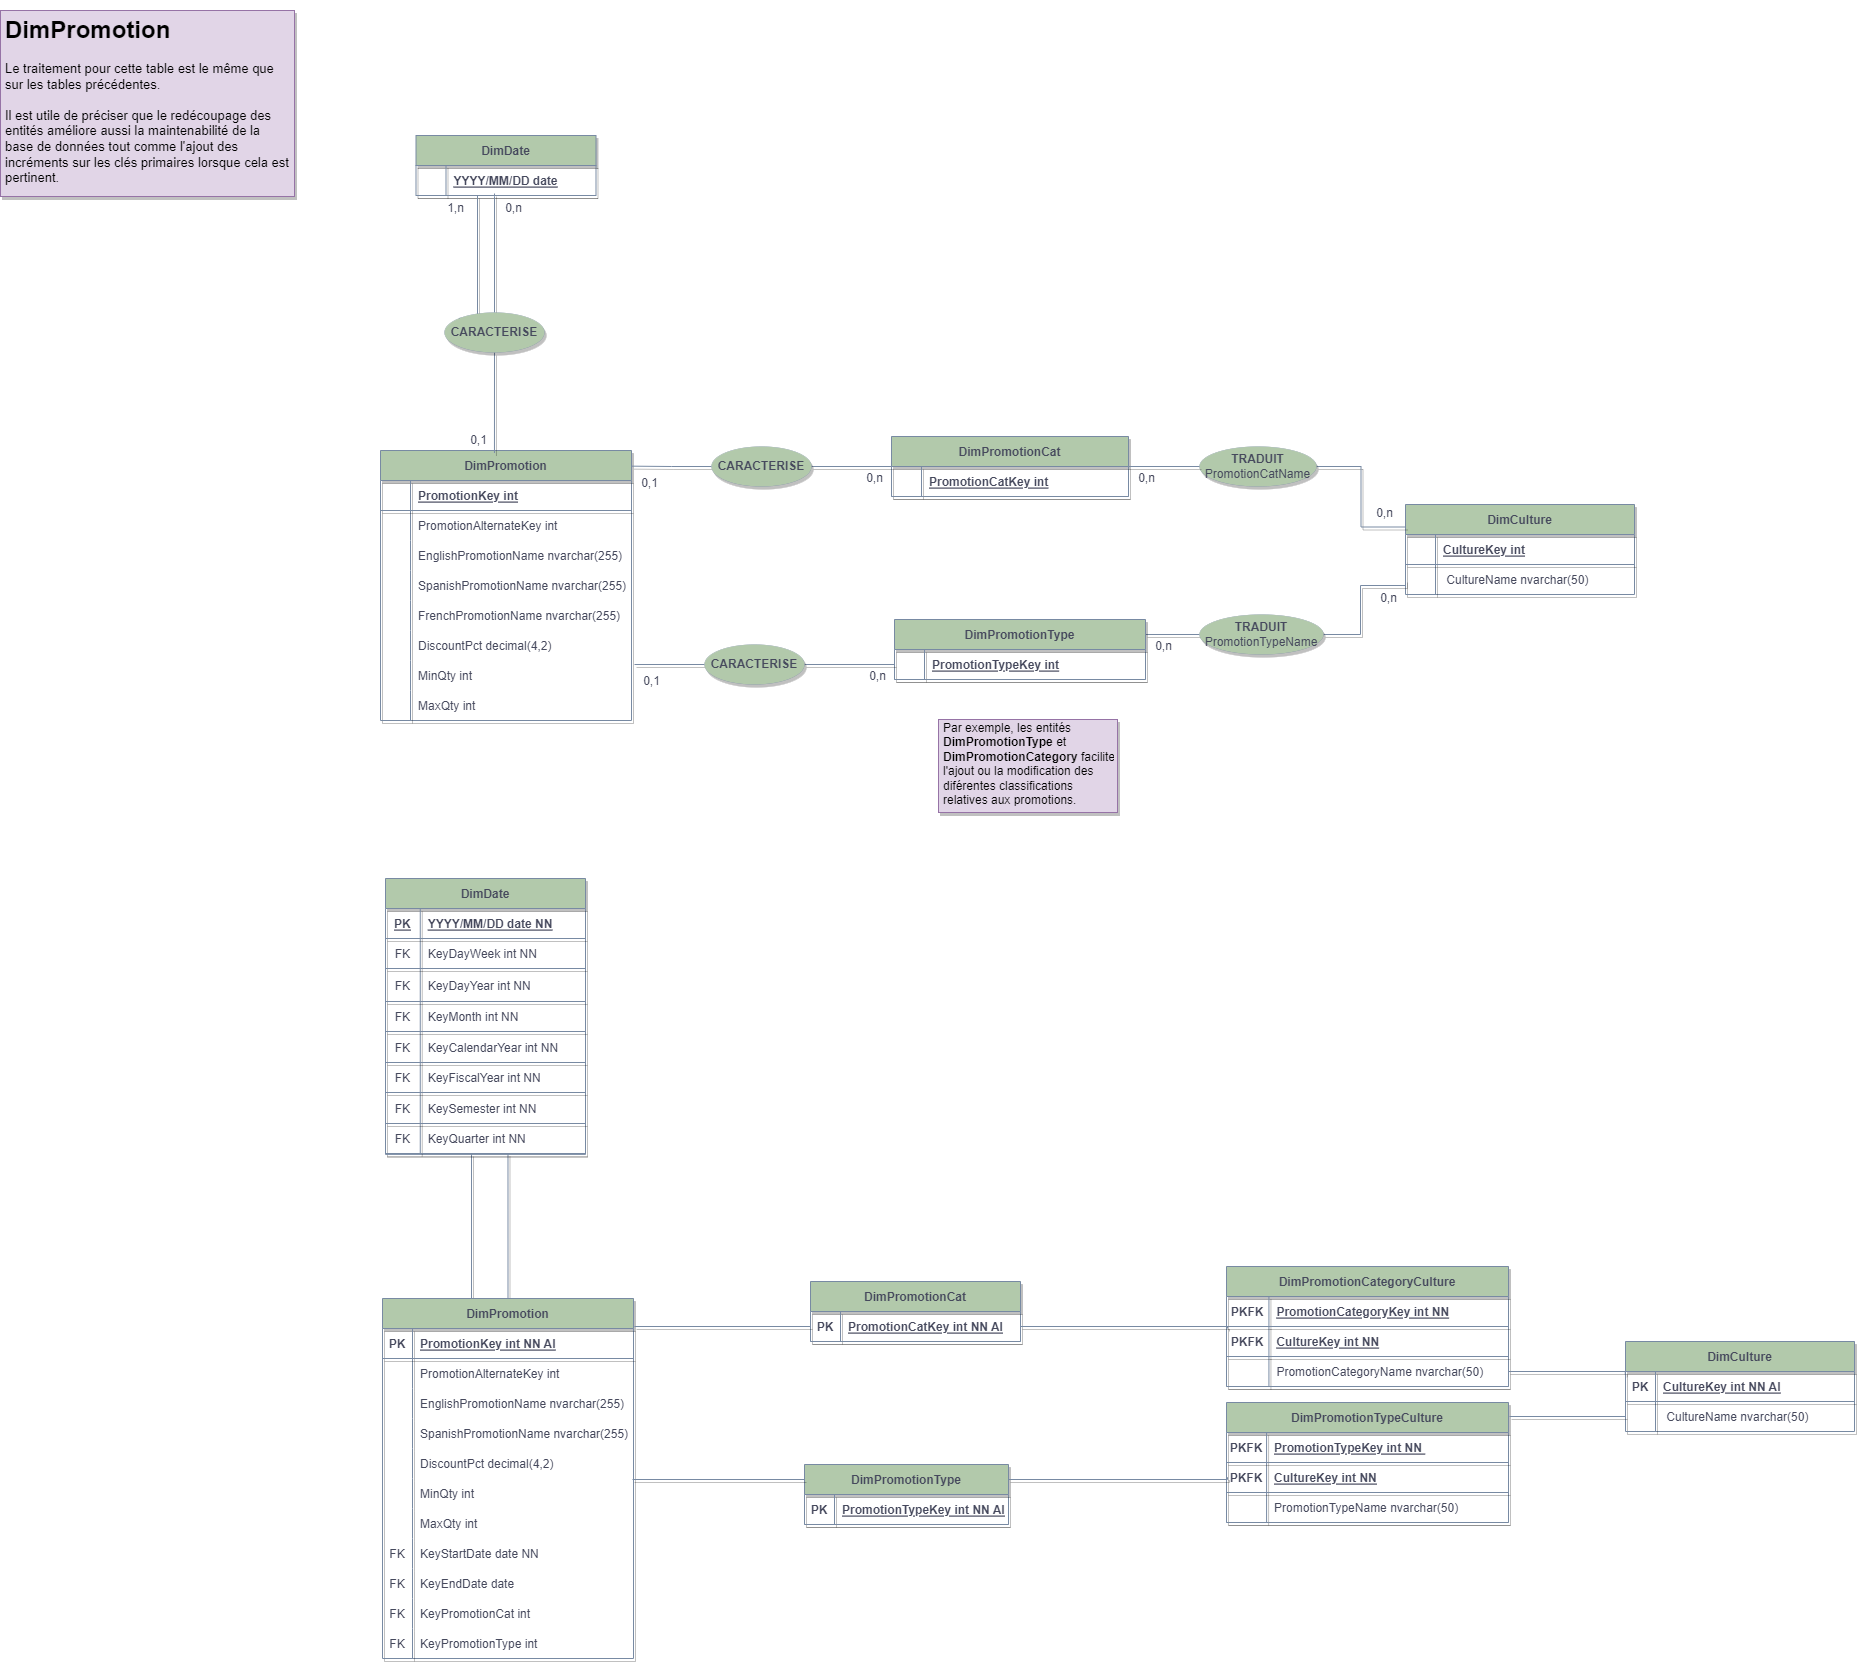 DimPromotion
Le traitement pour cette table est le même que
sur les tables précédentes.
Il est utile de préciser que le redécoupage des
entités améliore aussi la maintenabilité de la
base de données tout comme l'ajout des
incréments sur les clés primaires lorsque cela est
pertinent.
DimDate
YYYY/MM/DD date
1,n
0,n
CARACTERISE
0,1
DimPromotion
PromotionKey int
PromotionAlternateKey int
EnglishPromotionName nvarchar(255)
SpanishPromotionName nvarchar(255)
FrenchPromotionName nvarchar(255)
DiscountPct decimal(4,2)
MinQty int
MaxQty int
0,1
CARACTERISE
0,n
DimPromotionCat
PromotionCatKey int
0,n
TRADUIT
PromotionCatName
0,n
DimCulture
CultureKey int
CultureName nvarchar(50)
0,n
0,1
CARACTERISE
0,n
DimPromotionType
PromotionTypeKey int
0,n
TRADUIT
PromotionTypeName
Par exemple, les entités
DimPromotionType et
DimPromotionCategory facilite
l'ajout ou la modification des
diférentes classifications
relatives aux promotions.
DimDate
PK YYYY/MM/DD date NN
FK KeyDayWeek int NN
FK KeyDayYear int NN
FK KeyMonth int NN
FK KeyCalendarYear int NN
FK KeyFiscalYear int NN
FK KeySemester int NN
FK KeyQuarter int NN
DimPromotion
PK PromotionKey int NN AI
PromotionAlternateKey int
EnglishPromotionName nvarchar(255)
SpanishPromotionName nvarchar(255)
DiscountPct decimal(4,2)
MinQty int
MaxQty int
FK KeyStartDate date NN
FK KeyEndDate date
FK KeyPromotionCat int
FK KeyPromotionType int
DimPromotionCat
PK PromotionCatKey int NN AI
DimPromotionType
PK PromotionTypeKey int NN AI
DimPromotionCategoryCulture
PKFK PromotionCategoryKey int NN
PKFK CultureKey int NN
PromotionCategoryName nvarchar(50)
DimPromotionTypeCulture
PKFK PromotionTypeKey int NN
PKFK CultureKey int NN
PromotionTypeName nvarchar(50)
DimCulture
PK CultureKey int NN AI
CultureName nvarchar(50)